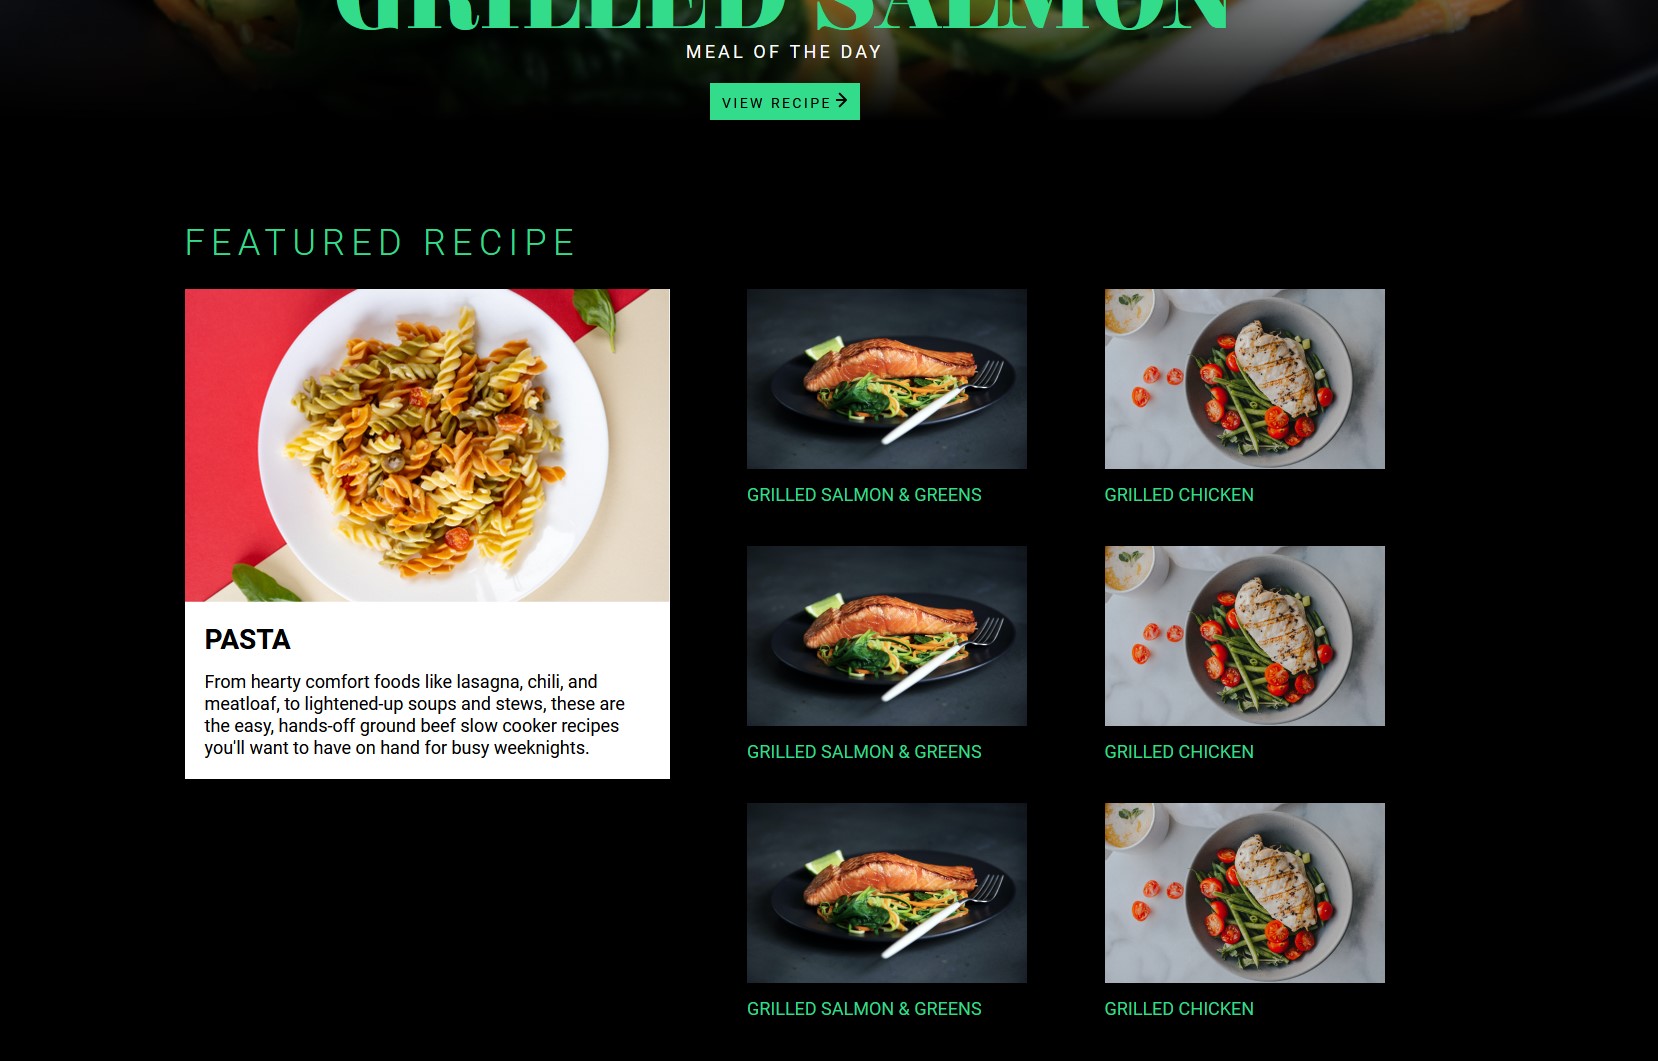 GRILLED SALMON
MEAL OF THE DAY
VIEW RECIPE
FEATURED RECIPE
PASTA
From hearty comfort foods like lasagna, chili, and
meatloaf, to lightened-up soups and stews, these are
the easy, hands-off ground beef slow cooker recipes
you'll want to have on hand for busy weeknights.
GRILLED SALMON & GREENS
GRILLED CHICKEN
GRILLED SALMON & GREENS
GRILLED CHICKEN
GRILLED SALMON & GREENS
GRILLED CHICKEN